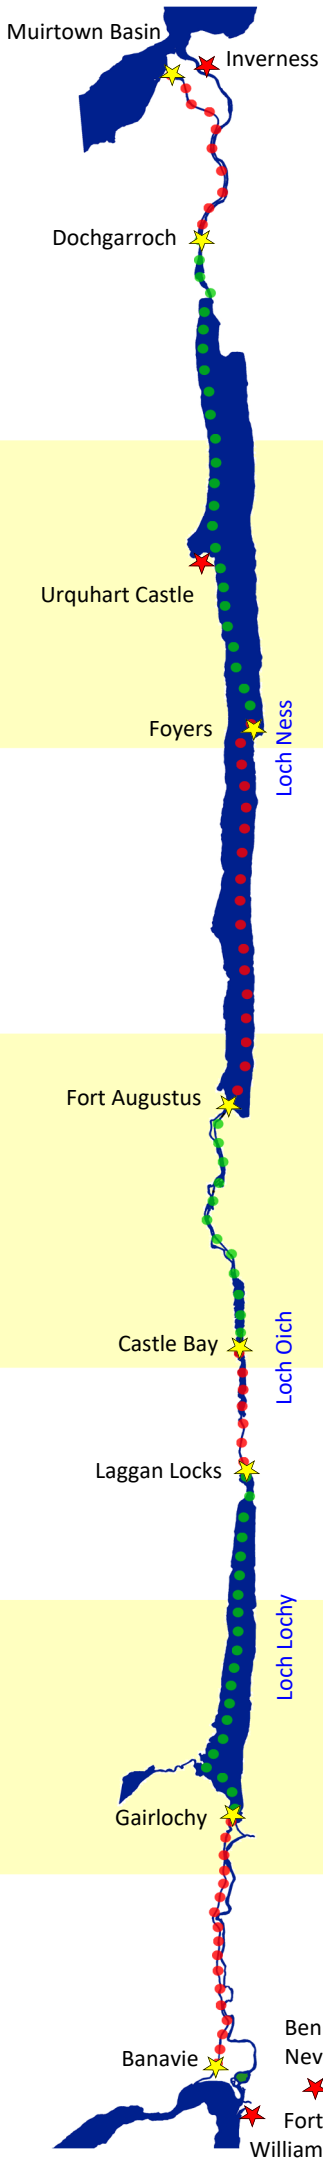 Muirtown Basin
Inverness
Dochgarroch
Urquhart Castle
Foyers
Loch Ness
Fort Augustus
Castle Bay
Loch Oich
Laggan Locks
Loch Lochy
Gairlochy
Banavie
Ben
Nev
Fort
William